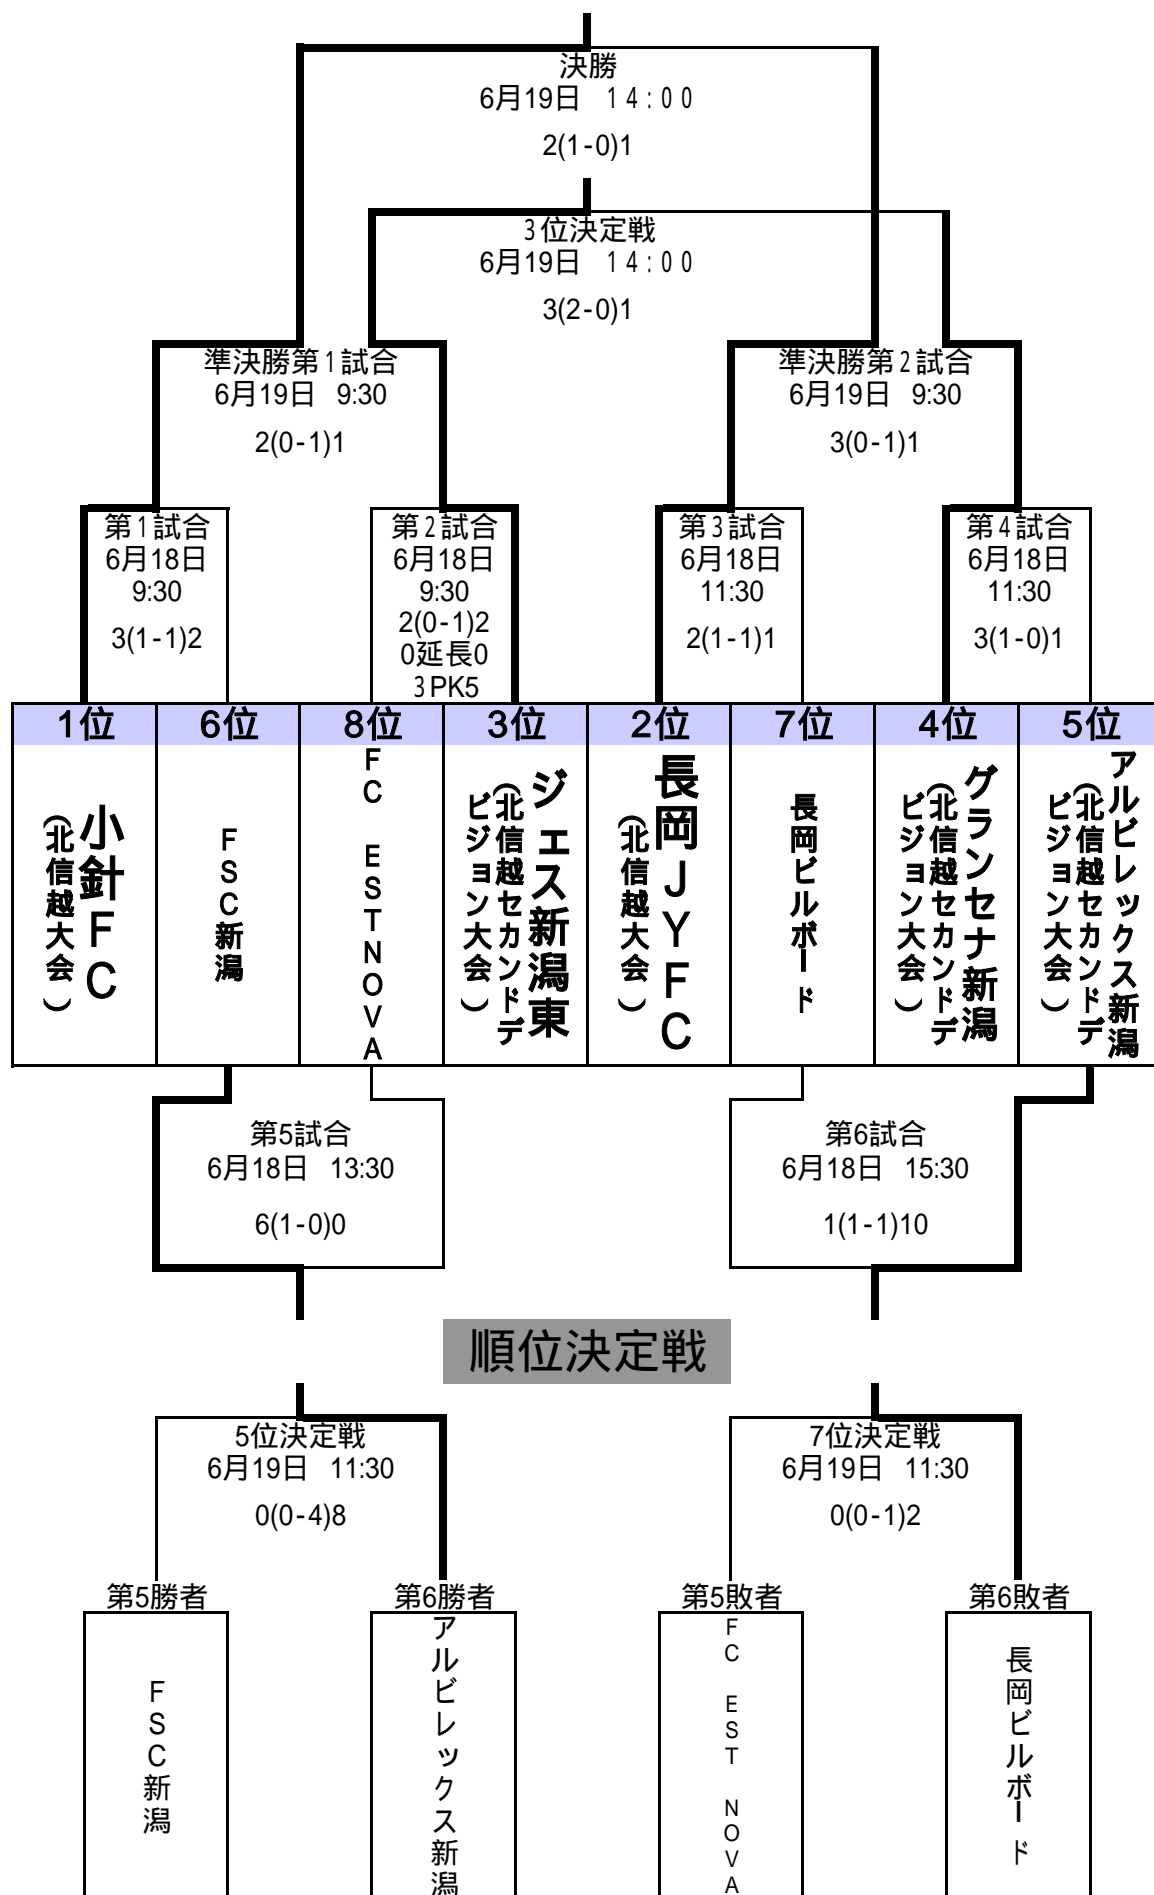 決勝
6月19日 14:00
2(1-0)1
3位決定戦
6月19日 14:00
3(2-0)1
準決勝第1試合
6月19日 9:30
2(0-1)1
準決勝第2試合
6月19日 9:30
3(0-1)1
第1試合
6月18日
9:30
3(1-1)2
第2試合
6月18日
9:30
2(0-1)2
0延長0
3PK5
第3試合
6月18日
11:30
2(1-1)1
第4試合
6月18日
11:30
3(1-0)1
1位
6位
8位
3位
2位
7位
4位
5位
小針FC
(北信越大会)
FSC新潟
FC ESTNOVA
ジェス新潟東
(北信越セカンドデ
ビジョン大会)
長岡JYFC
(北信越大会)
長岡ビルボード
グランセナ新潟
(北信越セカンドデ
ビジョン大会)
アルビレックス新潟
(北信越セカンドデ
ビジョン大会)
第5試合
6月18日 13:30
6(1-0)0
第6試合
6月18日 15:30
1(1-1)10
順位決定戦
5位決定戦
6月19日 11:30
0(0-4)8
7位決定戦
6月19日 11:30
0(0-1)2
第5勝者
第6勝者
第5敗者
第6敗者
FSC新潟
アルビレックス新潟
FC EST NOVA
長岡ビルボード